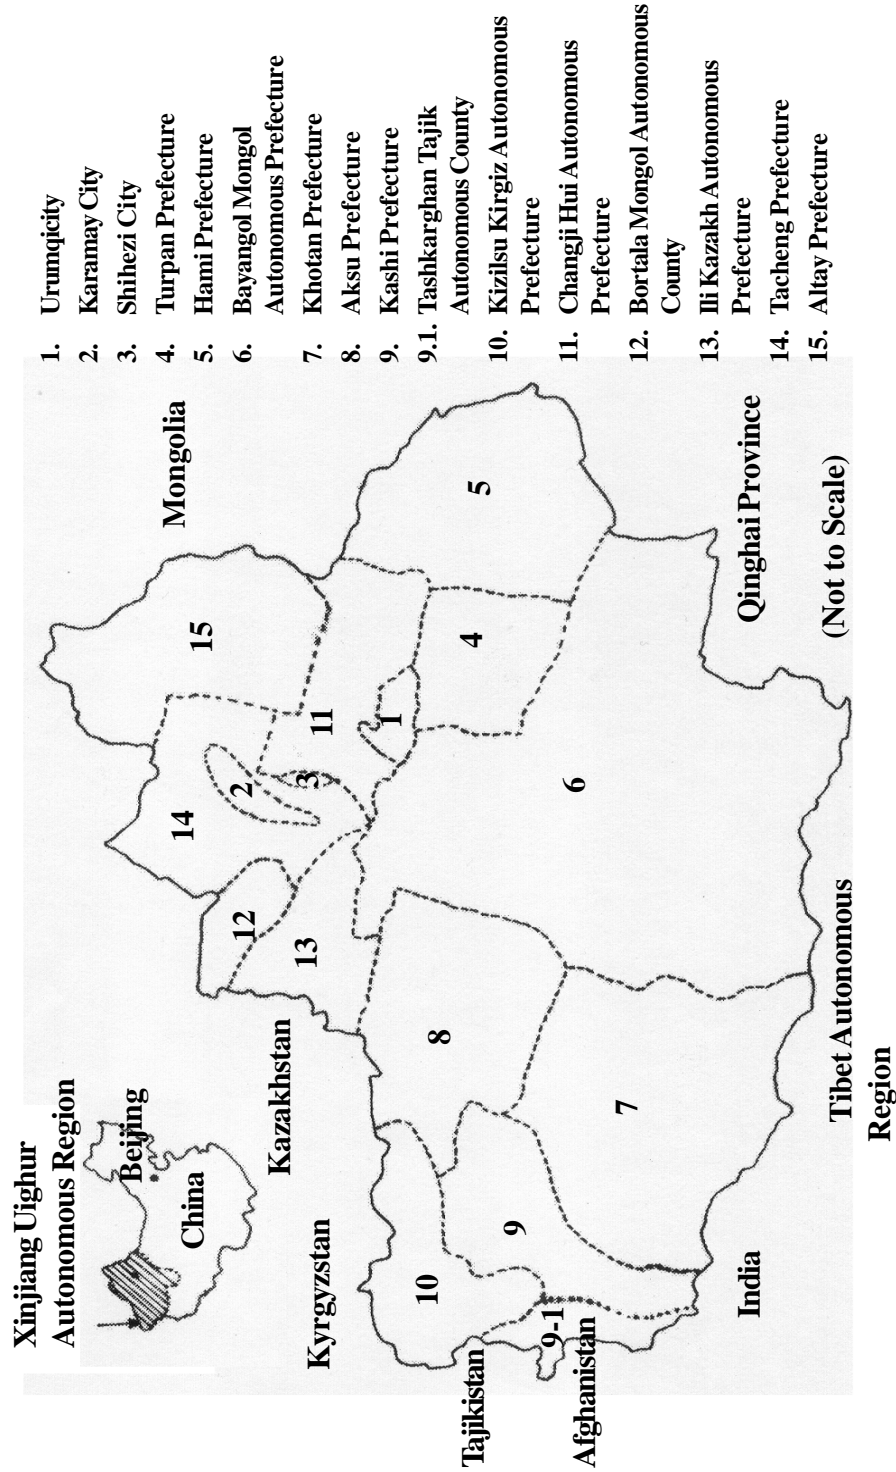 Xinjiang Uighur
Autonomous Region
Beijing
China
Kazakhstan
Kyrgyzstan
Tajikistan
Afghanistan
India
Tibet Autonomous
Region
Qinghai Province
(Not to Scale)
Mongolia
15
14
2
3
11
1
12
13
4
5
6
8
7
9
10
9-1
1. Urumqicity
2. Karamay City
3. Shihezi City
4. Turpan Prefecture
5. Hami Prefecture
6. Bayangol Mongol
Autonomous Prefecture
7. Khotan Prefecture
8. Aksu Prefecture
9. Kashi Prefecture
9.1. Tashkarghan Tajik
Autonomous County
10. Kizilsu Kirgiz Autonomous
Prefecture
11. Changji Hui Autonomous
Prefecture
12. Bortala Mongol Autonomous
County
13. Ili Kazakh Autonomous
Prefecture
14. Tacheng Prefecture
15. Altay Prefecture